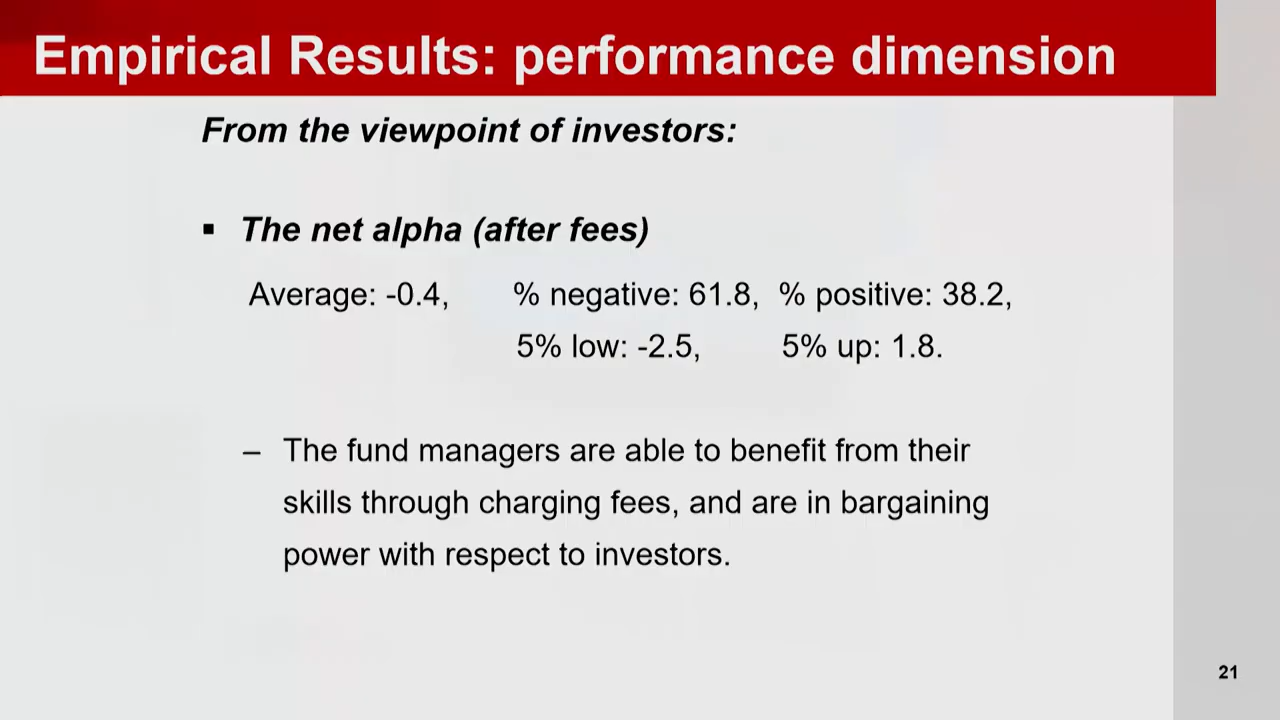 Empirical Results: performance dimension
From the viewpoint of investors:
▪ The net alpha (after fees)
Average: -0.4, % negative: 61.8, % positive: 38.2,
5% low: -2.5, 5% up: 1.8.
– The fund managers are able to benefit from their
skills through charging fees, and are in bargaining
power with respect to investors.
21